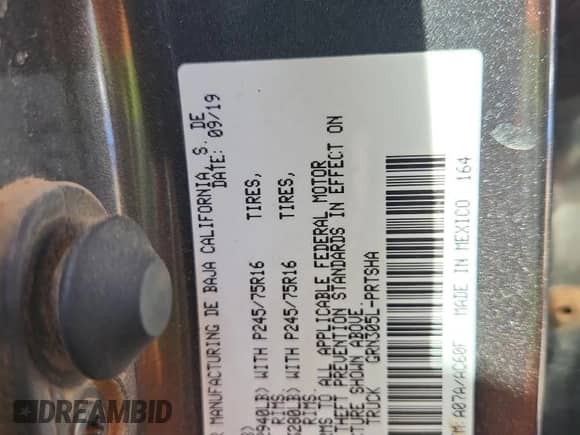 MANUFACTURING DE BAJA CALIFORNIA, S. DE
DATE: 09/19
WITH P245/75R16 TIRES,
RIMS
WITH P245/75R16 TIRES,
RIMS
TO ALL APPLICABLE FEDERAL MOTOR
THEFT PREVENTION STANDARDS IN EFFECT ON
SHOWN ABOVE.
TRUCK GRN305L-PRTSHA
A07A/AC60F MADE IN MEXICO 164
DREAMBID